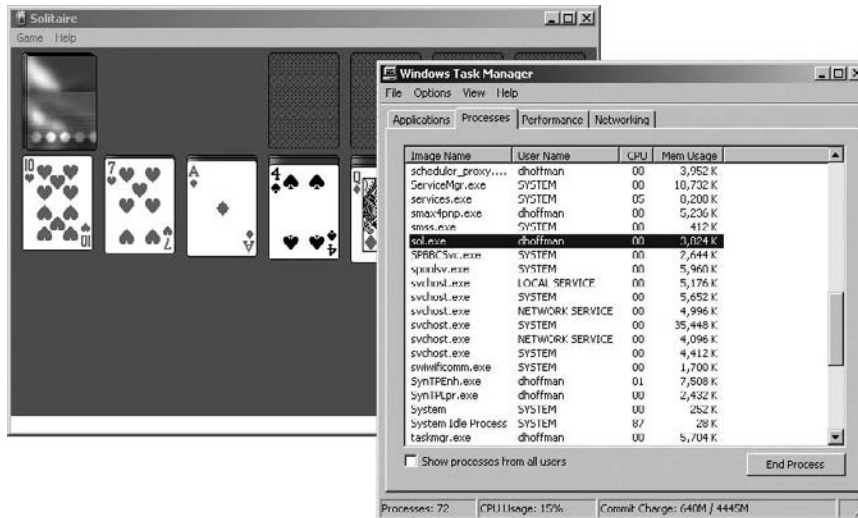 Solitaire
Game Help
10
10
7
7
A
A
4
4
Q
Windows Task Manager
File Options View Help
Applications Processes Performance Networking
Image Name User Name CPU Mem Usage
scheduler_proxy.... dhoffman 00 3,952 K
ServiceMgr.exe SYSTEM 00 18,732 K
services.exe SYSTEM 05 8,200 K
smax4pnp.exe dhoffman 00 5,236 K
smss.exe SYSTEM 00 412 K
sol.exe dhoffman 00 3,024 K
SPBBCSvc.exe SYSTEM 00 2,644 K
spoolsv.exe SYSTEM 00 5,960 K
svchost.exe LOCAL SERVICE 00 5,176 K
svchost.exe SYSTEM 00 5,652 K
svchost.exe NETWORK SERVICE 00 4,996 K
svchost.exe SYSTEM 00 35,448 K
svchost.exe NETWORK SERVICE 00 4,096 K
svchost.exe SYSTEM 00 4,412 K
swiwificomm.exe SYSTEM 00 1,700 K
SynTPEnh.exe dhoffman 01 7,508 K
SynTPLpr.exe dhoffman 00 2,432 K
System SYSTEM 00 252 K
System Idle Process SYSTEM 87 28 K
taskmgr.exe dhoffman 00 5,704 K
Show processes from all users
End Process
Processes: 72 CPU Usage: 15% Commit Charge: 640M / 4445M